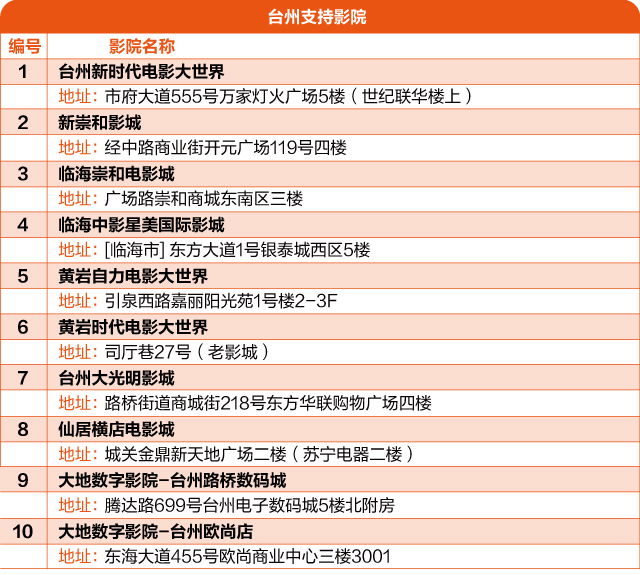 台州支持影院
编号 影院名称
1 台州新时代电影大世界
地址：市府大道555号万家灯火广场5楼（世纪联华楼上）
2 新崇和影城
地址：经中路商业街开元广场119号四楼
3 临海崇和电影城
地址：广场路崇和商城东南区三楼
4 临海中影星美国际影城
地址：[临海市] 东方大道1号银泰城西区5楼
5 黄岩自力电影大世界
地址：引泉西路嘉丽阳光苑1号楼2-3F
6 黄岩时代电影大世界
地址：司厅巷27号（老影城）
7 台州大光明影城
地址：路桥街道商城街218号东方华联购物广场四楼
8 仙居横店电影城
地址：城关金鼎新天地广场二楼（苏宁电器二楼）
9 大地数字影院-台州路桥数码城
地址：腾达路699号台州电子数码城5楼北附房
10 大地数字影院-台州欧尚店
地址：东海大道455号欧尚商业中心三楼3001